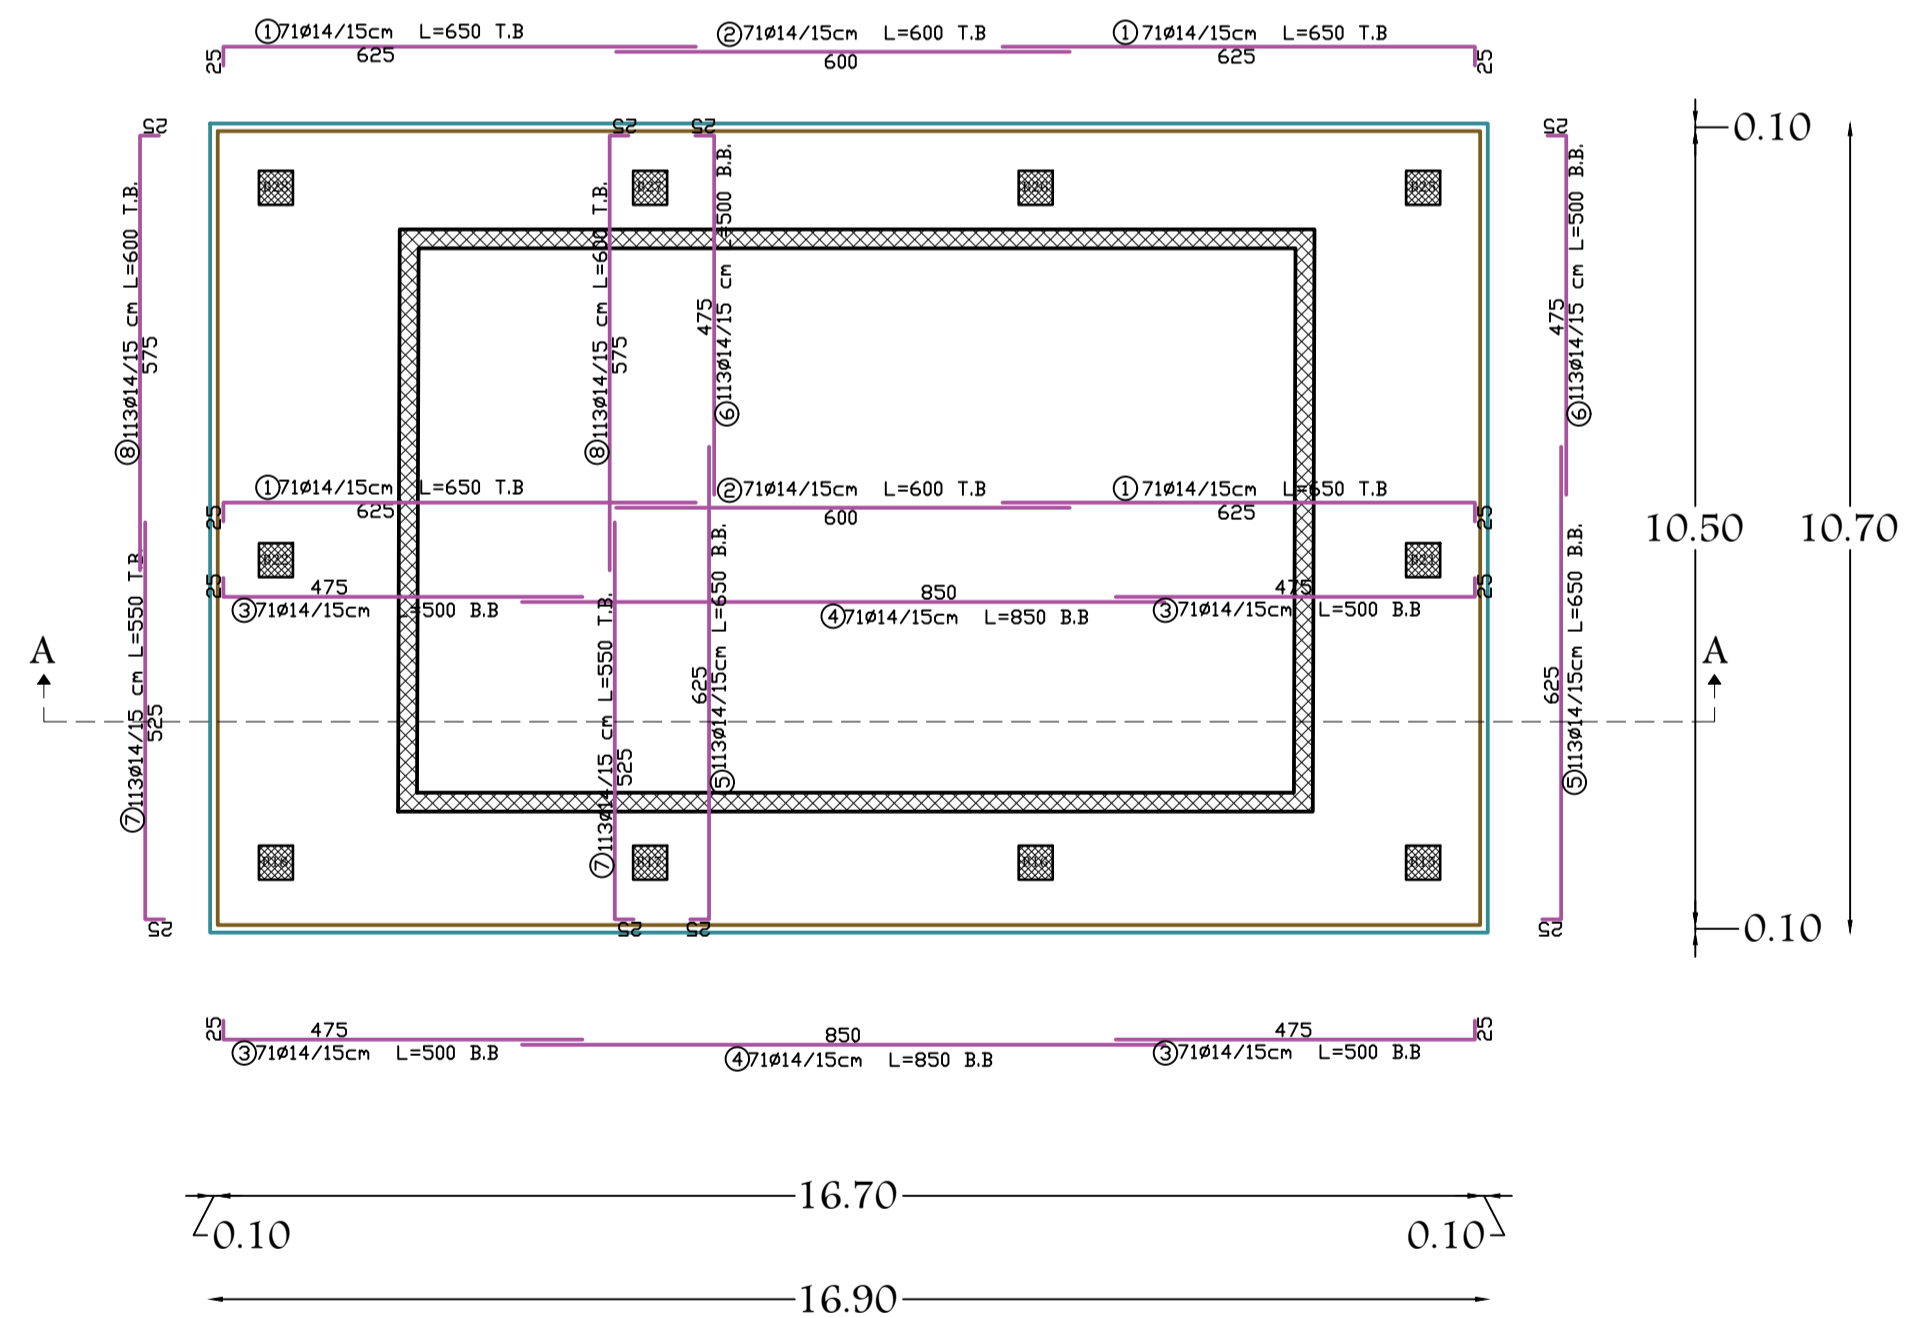 ①71ø14/15cm L=650 T.B
②71ø14/15cm L=600 T.B
① 71ø14/15cm L=650 T.B
25
625
600
625
25
25
25
25
25
0.10
⑧113ø14/15 cm L=600 T.B.
575
⑧113ø14/15 cm L=600 T.B.
575
⑥113ø14/15 cm L=500 B.B.
475
⑥113ø14/15 cm L=500 B.B.
475
①71ø14/15cm L=650 T.B
②71ø14/15cm L=600 T.B
① 71ø14/15cm L=650 T.B
25
625
600
625
25
10.50
10.70
25
475
850
475
25
③71ø14/15cm L=500 B.B
④71ø14/15cm L=850 B.B
③71ø14/15cm L=500 B.B
A
A
⑦113ø14/15 cm L=550 T.B.
525
⑦113ø14/15 cm L=550 T.B.
525
⑤113ø14/15cm L=650 B.B.
625
⑤113ø14/15cm L=650 B.B.
625
25
25
25
25
0.10
25
475
850
475
25
③71ø14/15cm L=500 B.B
④71ø14/15cm L=850 B.B
③71ø14/15cm L=500 B.B
16.70
0.10
0.10
16.90